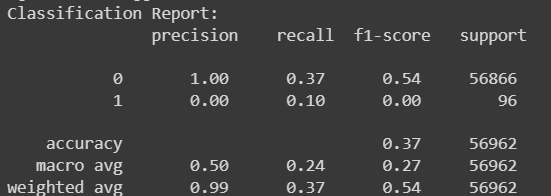 Classification Report:
precision recall f1-score support
0 1.00 0.37 0.54 56866
1 0.00 0.10 0.00 96
accuracy 0.37 56962
macro avg 0.50 0.24 0.27 56962
weighted avg 0.99 0.37 0.54 56962